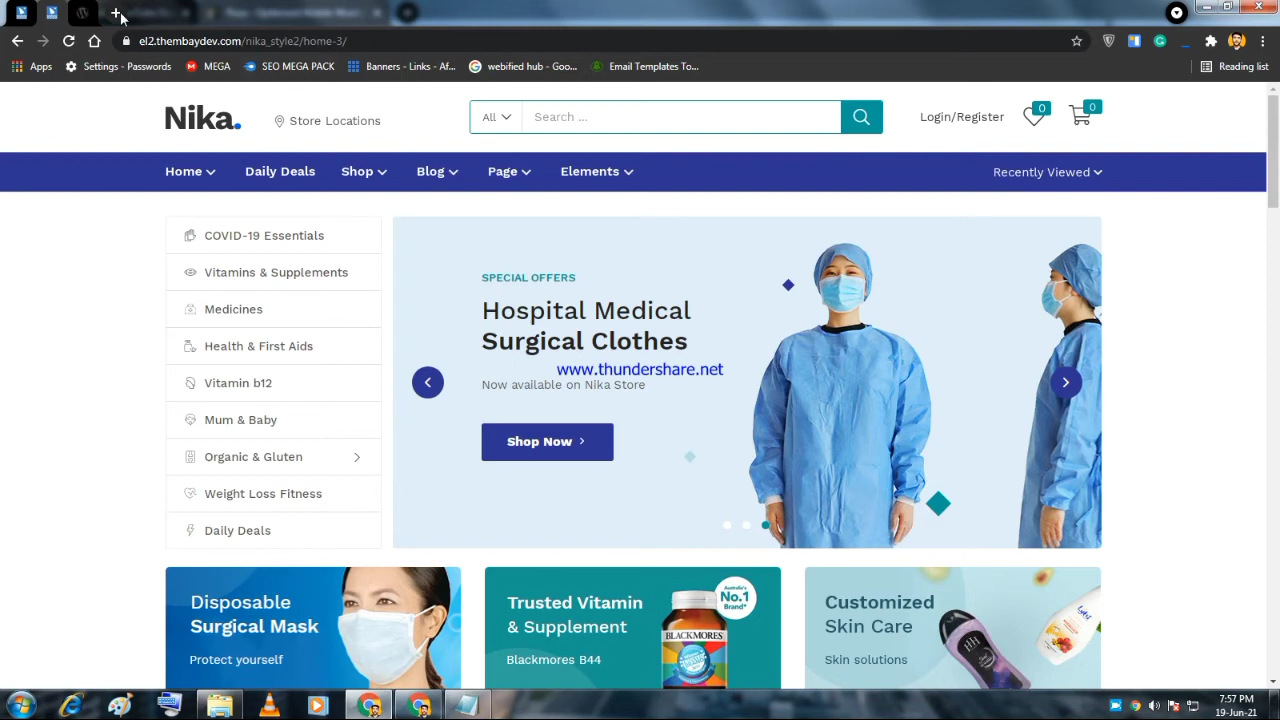 el2.thembaydev.com/nika_style2/home-3/
Apps
Settings - Passwords
MEGA
SEO MEGA PACK
Banners - Links - Af...
webified hub - Goo...
Email Templates To...
Reading list
Nika.
Store Locations
All
Search ...
Login/Register
0
0
Home
Daily Deals
Shop
Blog
Page
Elements
Recently Viewed
COVID-19 Essentials
Vitamins & Supplements
Medicines
Health & First Aids
Vitamin b12
Mum & Baby
Organic & Gluten
Weight Loss Fitness
Daily Deals
SPECIAL OFFERS
Hospital Medical
Surgical Clothes
www.thundershare.net
Now available on Nika Store
Shop Now
Disposable
Surgical Mask
Protect yourself
Trusted Vitamin
& Supplement
Blackmores B44
Australia's
No.1
Brand*
BLACKMORES
Customized
Skin Care
Skin solutions
7:57 PM
19-Jun-21